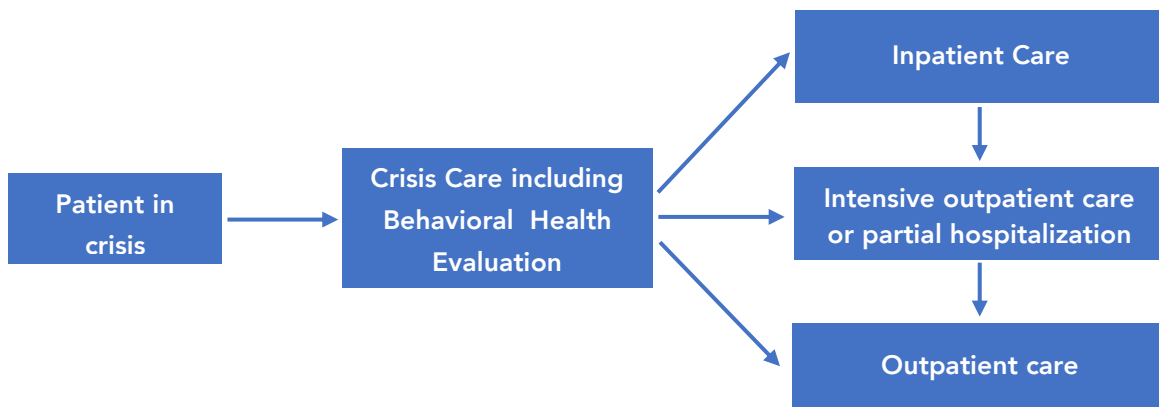 Patient in
crisis
Crisis Care including
Behavioral Health
Evaluation
Inpatient Care
Intensive outpatient care
or partial hospitalization
Outpatient care